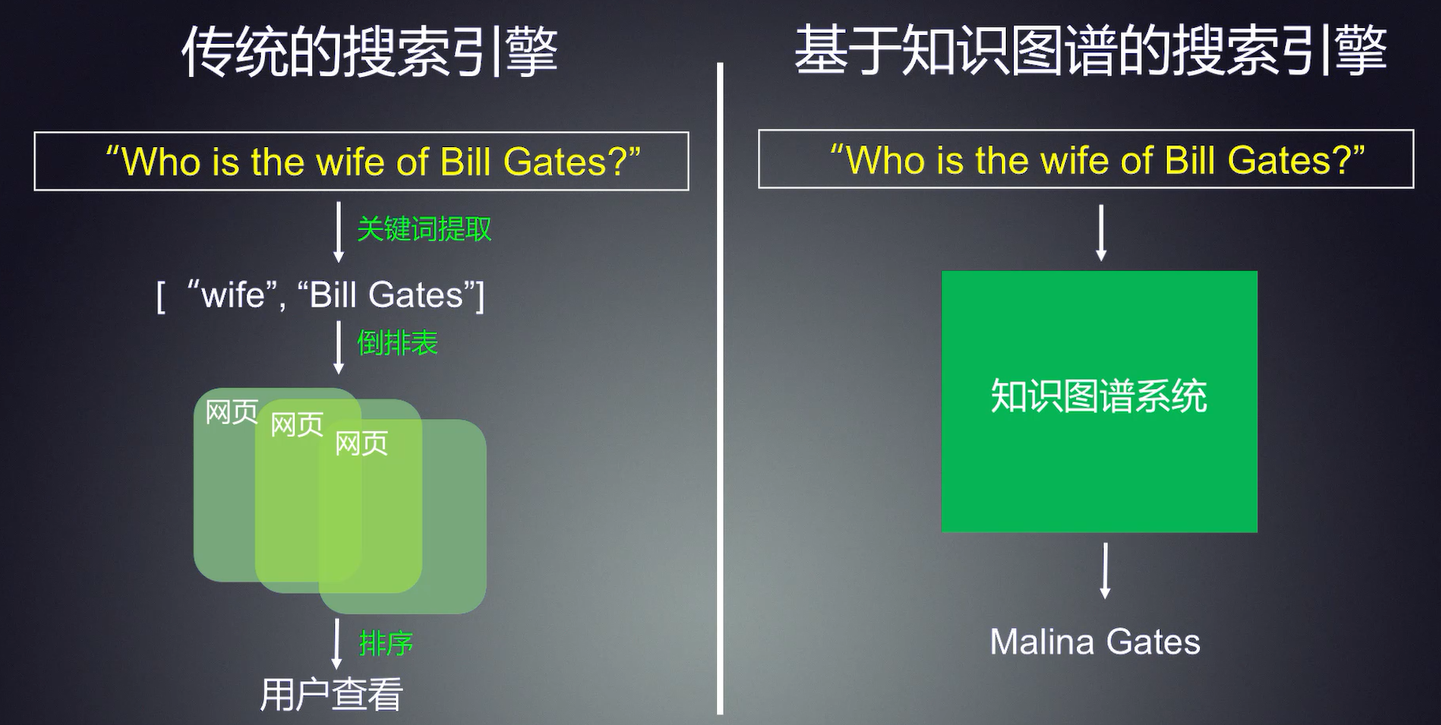 传统的搜索引擎
“Who is the wife of Bill Gates?”
关键词提取
[ “wife”, “Bill Gates”]
倒排表
网页
网页
网页
排序
用户查看
基于知识图谱的搜索引擎
“Who is the wife of Bill Gates?”
知识图谱系统
Malina Gates